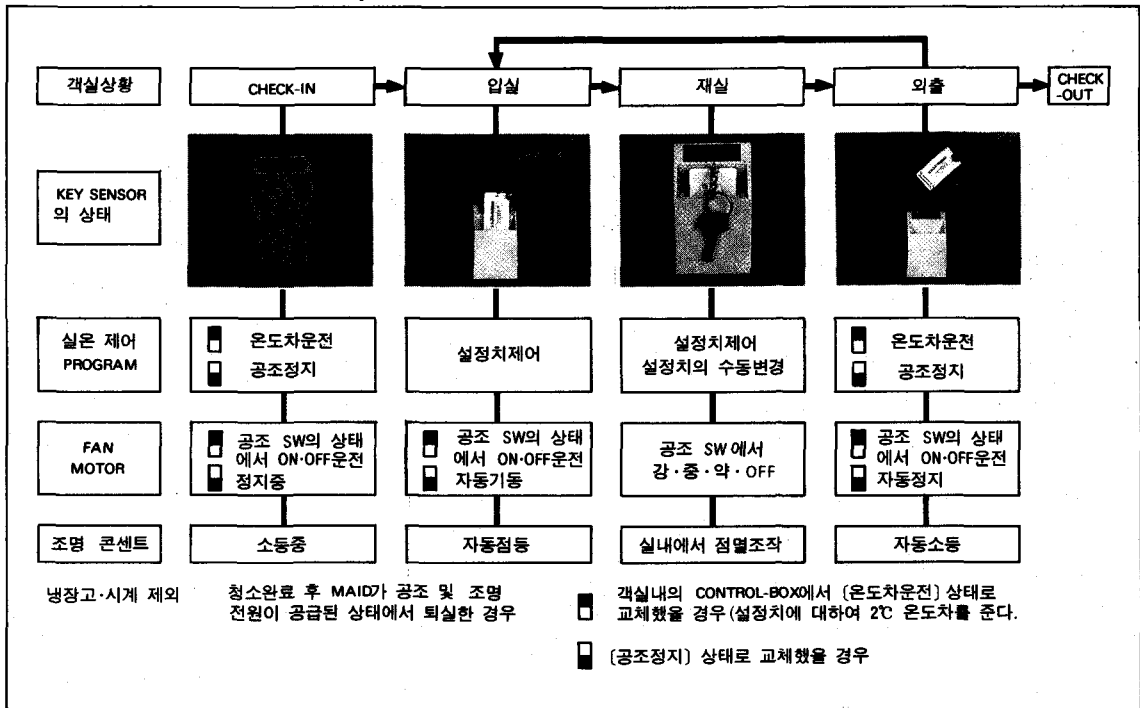 객실상황
CHECK-IN
입실
재실
외출
CHECK
-OUT
KEY SENSOR
의 상태
실온 제어
PROGRAM
온도차운전
공조정지
설정치제어
설정치제어
설정치의 수동변경
온도차운전
공조정지
FAN
MOTOR
공조 SW의 상태
에서 ON·OFF운전
정지중
공조 SW의 상태
에서 ON·OFF운전
자동기동
공조 SW에서
강·중·약·OFF
공조 SW의 상태
에서 ON·OFF운전
자동정지
조명 콘센트
소등중
자동점등
실내에서 점멸조작
자동소등
냉장고·시계 제외
청소완료 후 MAID가 공조 및 조명
전원이 공급된 상태에서 퇴실한 경우
객실내의 CONTROL-BOX에서 〔온도차운전〕 상태로
교체했을 경우(설정치에 대하여 2℃ 온도차를 준다.
〔공조정지〕 상태로 교체했을 경우